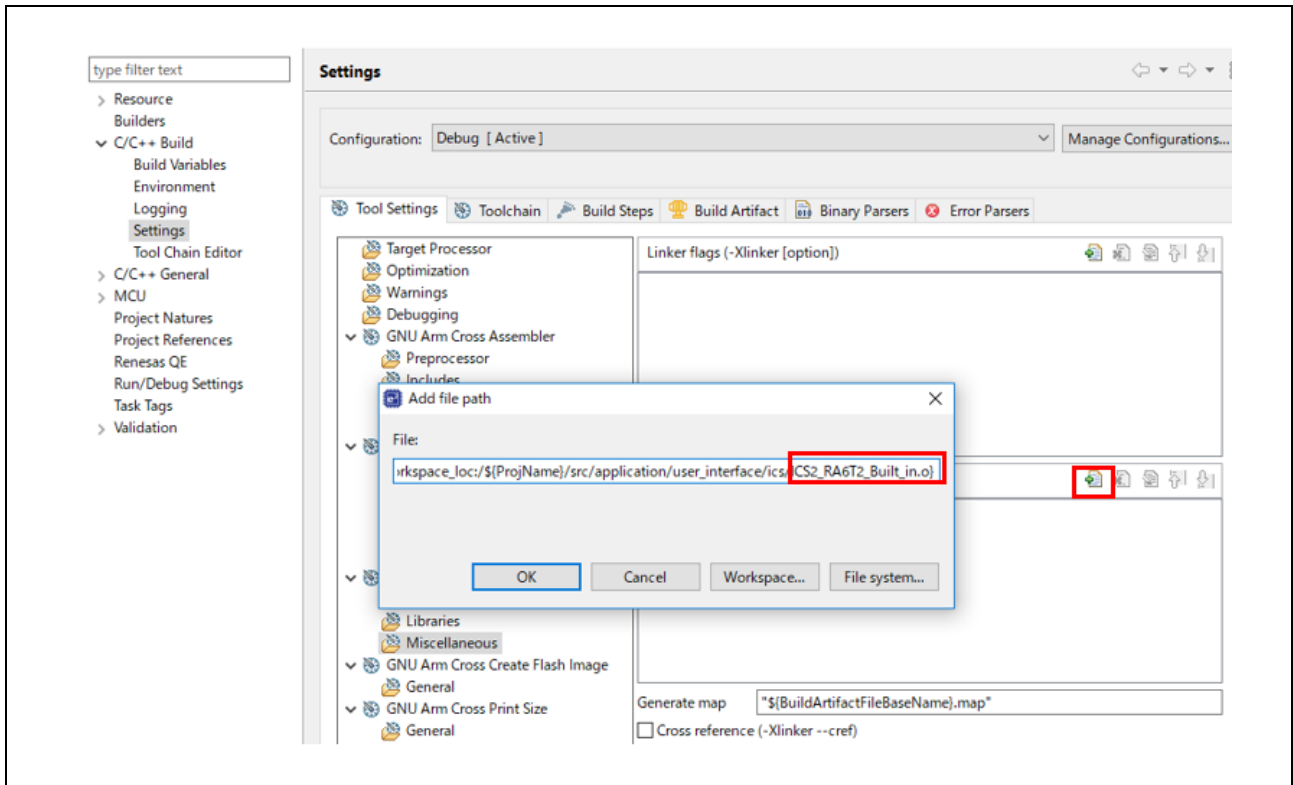 type filter text
Resource
Builders
C/C++ Build
Build Variables
Environment
Logging
Settings
Tool Chain Editor
C/C++ General
MCU
Project Natures
Project References
Renesas QE
Run/Debug Settings
Task Tags
Validation
Settings
Configuration: Debug [ Active ] Manage Configurations...
Tool Settings Toolchain Build Steps Build Artifact Binary Parsers Error Parsers
Target Processor
Optimization
Warnings
Debugging
GNU Arm Cross Assembler
Preprocessor
Includes
Linker flags (-Xlinker [option])
Add file path
File:
rkspace_loc:/${ProjName}/src/application/user_interface/ics/ICS2_RA6T2_Built_in.o}
OK Cancel Workspace... File system...
Libraries
Miscellaneous
GNU Arm Cross Create Flash Image
General
GNU Arm Cross Print Size
General
Generate map "${BuildArtifactFileBaseName}.map"
Cross reference (-Xlinker --cref)